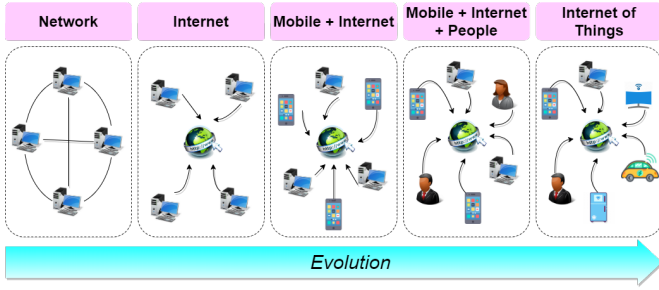 Network
Internet
Mobile + Internet
Mobile + Internet
+ People
Internet of
Things
Evolution